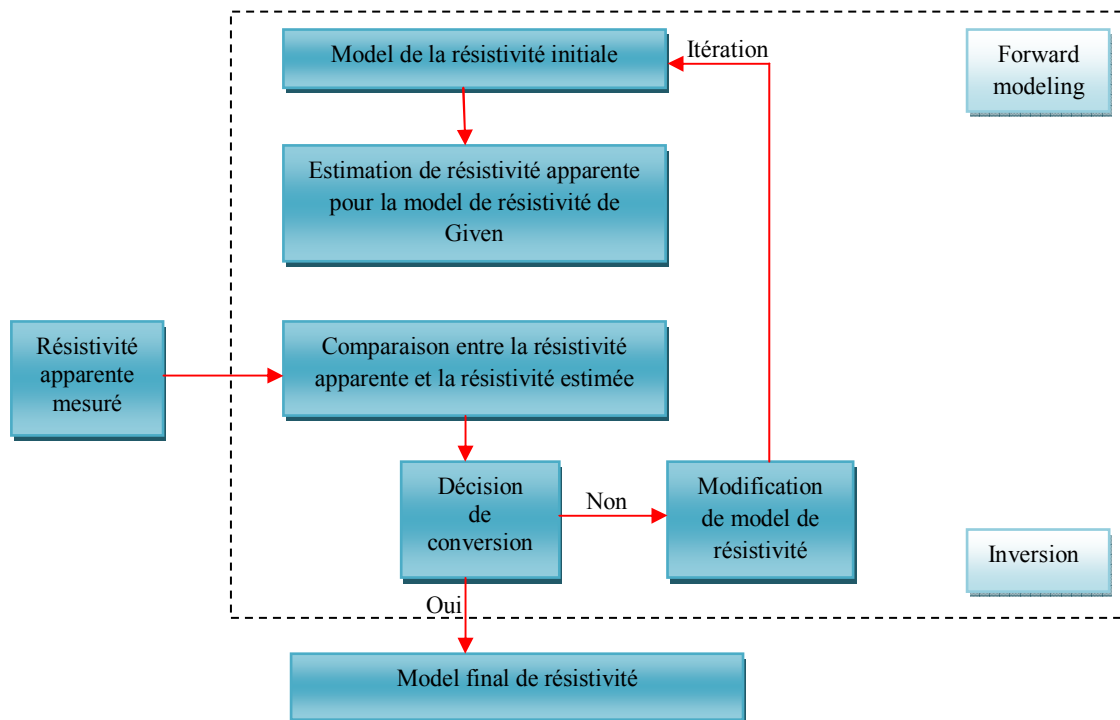 Model de la résistivité initiale
Itération
Forward
modeling
Estimation de résistivité apparente
pour la model de résistivité de
Given
Résistivité
apparente
mesuré
Comparaison entre la résistivité
apparente et la résistivité estimée
Décision
de
conversion
Non
Modification
de model de
résistivité
Inversion
Oui
Model final de résistivité